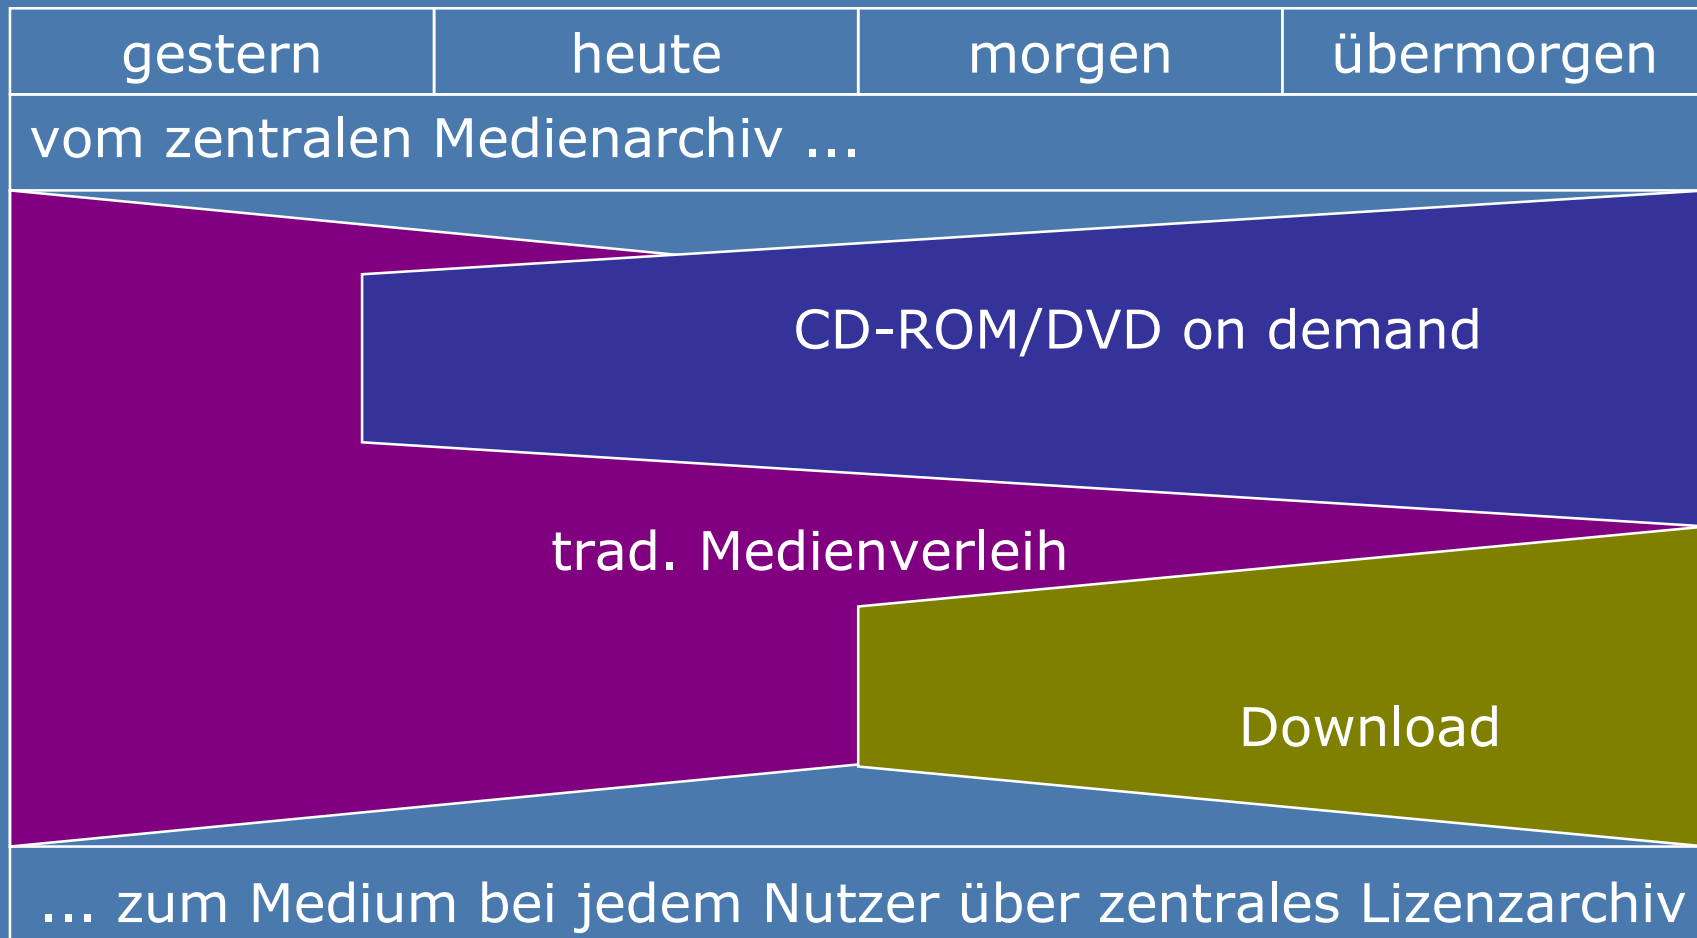 gestern heute morgen übermorgen
vom zentralen Medienarchiv ...
CD-ROM/DVD on demand
trad. Medienverleih
Download
... zum Medium bei jedem Nutzer über zentrales Lizenzarchiv